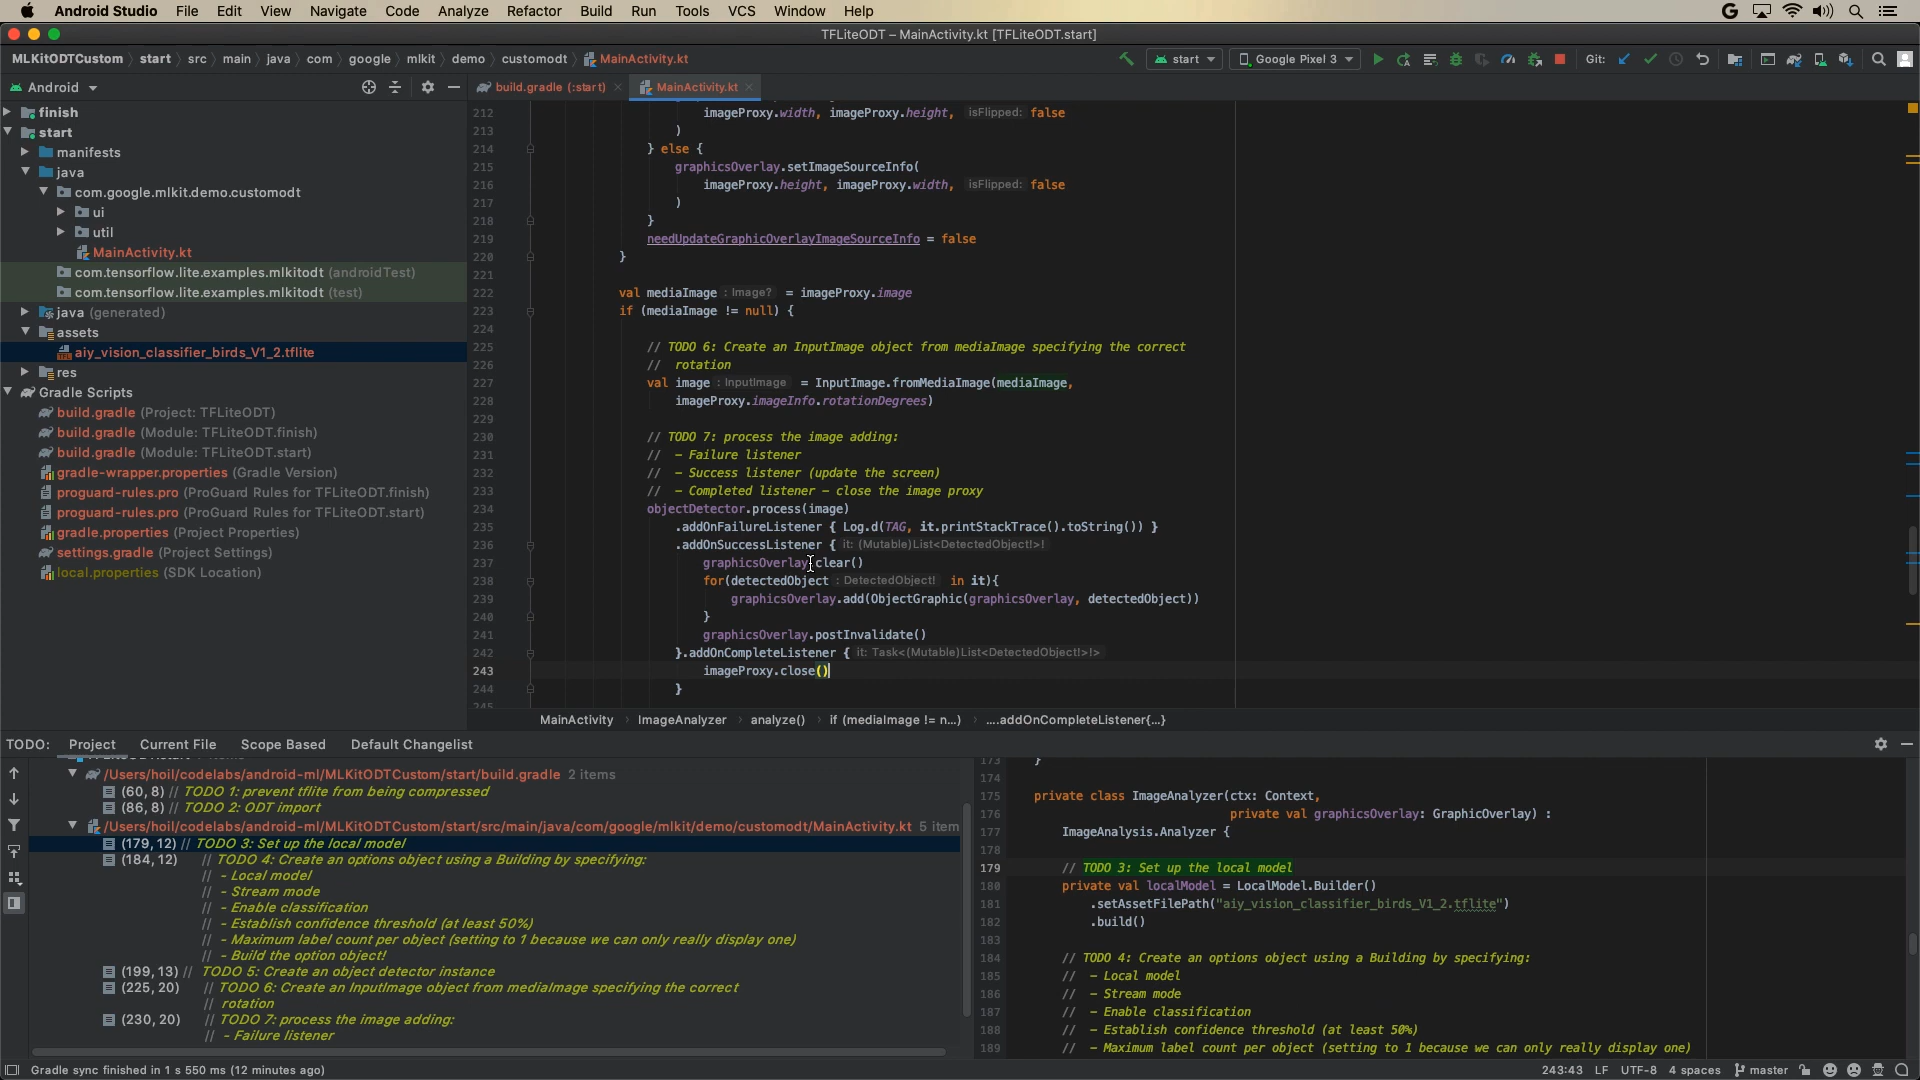 Android Studio File Edit View Navigate Code Analyze Refactor Build Run Tools VCS Window Help
TFLiteODT – MainActivity.kt [TFLiteODT.start]
MLKitODTCustom start src main java com google mlkit demo customodt MainActivity.kt start Google Pixel 3 Git:
Android build.gradle (:start) MainActivity.kt
finish
start
manifests
java
com.google.mlkit.demo.customodt
ui
util
MainActivity.kt
com.tensorflow.lite.examples.mlkitodt (androidTest)
com.tensorflow.lite.examples.mlkitodt (test)
java (generated)
assets
aiy_vision_classifier_birds_V1_2.tflite
res
Gradle Scripts
build.gradle (Project: TFLiteODT)
build.gradle (Module: TFLiteODT.finish)
build.gradle (Module: TFLiteODT.start)
gradle-wrapper.properties (Gradle Version)
proguard-rules.pro (ProGuard Rules for TFLiteODT.finish)
proguard-rules.pro (ProGuard Rules for TFLiteODT.start)
gradle.properties (Project Properties)
settings.gradle (Project Settings)
local.properties (SDK Location)
212 imageProxy.width, imageProxy.height, isFlipped: false
213 )
214 } else {
215 graphicsOverlay.setImageSourceInfo(
216 imageProxy.height, imageProxy.width, isFlipped: false
217 )
218 }
219 needUpdateGraphicOverlayImageSourceInfo = false
220 }
221
222 val mediaImage : Image? = imageProxy.image
223 if (mediaImage != null) {
224
225 // TODO 6: Create an InputImage object from mediaImage specifying the correct
226 // rotation
227 val image : InputImage = InputImage.fromMediaImage(mediaImage,
228 imageProxy.imageInfo.rotationDegrees)
229
230 // TODO 7: process the image adding:
231 // - Failure listener
232 // - Success listener (update the screen)
233 // - Completed listener - close the image proxy
234 objectDetector.process(image)
235 .addOnFailureListener { Log.d(TAG, it.printStackTrace().toString()) }
236 .addOnSuccessListener { it: (Mutable)List<DetectedObject!>!
237 graphicsOverlay.clear()
238 for(detectedObject : DetectedObject! in it){
239 graphicsOverlay.add(ObjectGraphic(graphicsOverlay, detectedObject))
240 }
241 graphicsOverlay.postInvalidate()
242 }.addOnCompleteListener { it: Task<(Mutable)List<DetectedObject!>!>
243 imageProxy.close()
244 }
245
MainActivity ImageAnalyzer analyze() if (mediaImage != n...) ....addOnCompleteListener{...}
TODO: Project Current File Scope Based Default Changelist
/Users/hoil/codelabs/android-ml/MLKitODTCustom/start/build.gradle 2 items
(60, 8) // TODO 1: prevent tflite from being compressed
(86, 8) // TODO 2: ODT import
/Users/hoil/codelabs/android-ml/MLKitODTCustom/start/src/main/java/com/google/mlkit/demo/customodt/MainActivity.kt 5 item
(179, 12) // TODO 3: Set up the local model
(184, 12) // TODO 4: Create an options object using a Building by specifying:
// - Local model
// - Stream mode
// - Enable classification
// - Establish confidence threshold (at least 50%)
// - Maximum label count per object (setting to 1 because we can only really display one)
// - Build the option object!
(199, 13) // TODO 5: Create an object detector instance
(225, 20) // TODO 6: Create an InputImage object from mediaImage specifying the correct
// rotation
(230, 20) // TODO 7: process the image adding:
// - Failure listener
173 }
174
175 private class ImageAnalyzer(ctx: Context,
176 private val graphicsOverlay: GraphicOverlay) :
177 ImageAnalysis.Analyzer {
178
179 // TODO 3: Set up the local model
180 private val localModel = LocalModel.Builder()
181 .setAssetFilePath("aiy_vision_classifier_birds_V1_2.tflite")
182 .build()
183
184 // TODO 4: Create an options object using a Building by specifying:
185 // - Local model
186 // - Stream mode
187 // - Enable classification
188 // - Establish confidence threshold (at least 50%)
189 // - Maximum label count per object (setting to 1 because we can only really display one)
Gradle sync finished in 1 s 550 ms (12 minutes ago) 243:43 LF UTF-8 4 spaces master